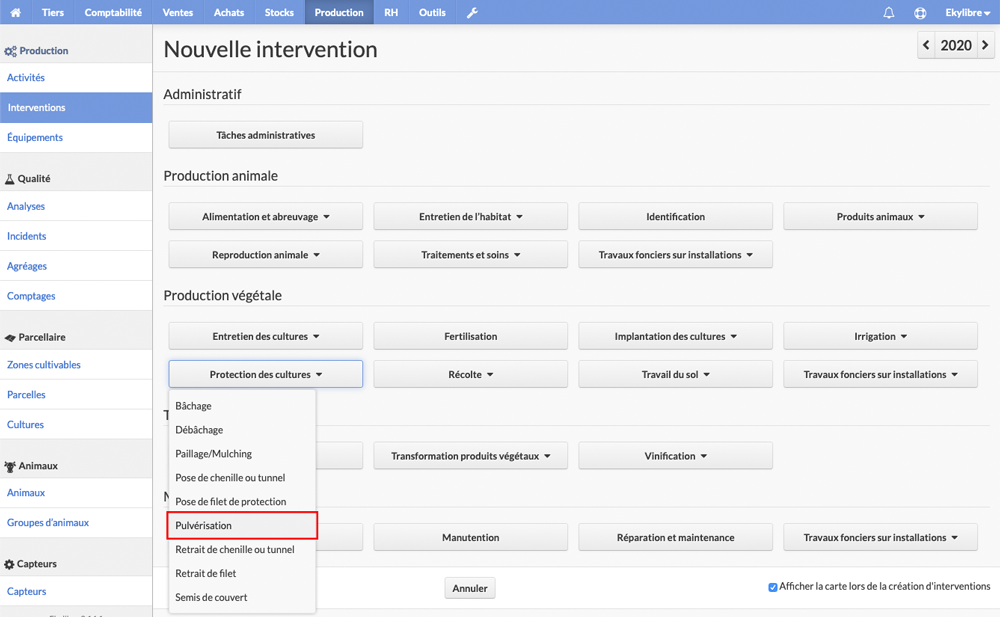 Tiers Comptabilité Ventes Achats Stocks Production RH Outils Ekylibre
Production
Activités
Interventions
Équipements
Qualité
Analyses
Incidents
Agréages
Comptages
Parcellaire
Zones cultivables
Parcelles
Cultures
Animaux
Animaux
Groupes d'animaux
Capteurs
Capteurs
Nouvelle intervention
2020
Administratif
Tâches administratives
Production animale
Alimentation et abreuvage Entretien de l'habitat Identification Produits animaux
Reproduction animale Traitements et soins Travaux fonciers sur installations
Production végétale
Entretien des cultures Fertilisation Implantation des cultures Irrigation
Protection des cultures Récolte Travail du sol Travaux fonciers sur installations
Bâchage
Débâchage
Paillage/Mulching
Pose de chenille ou tunnel
Pose de filet de protection
Pulvérisation
Retrait de chenille ou tunnel
Retrait de filet
Semis de couvert
Transformation produits végétaux Vinification
Manutention Réparation et maintenance Travaux fonciers sur installations
Annuler
Afficher la carte lors de la création d'interventions